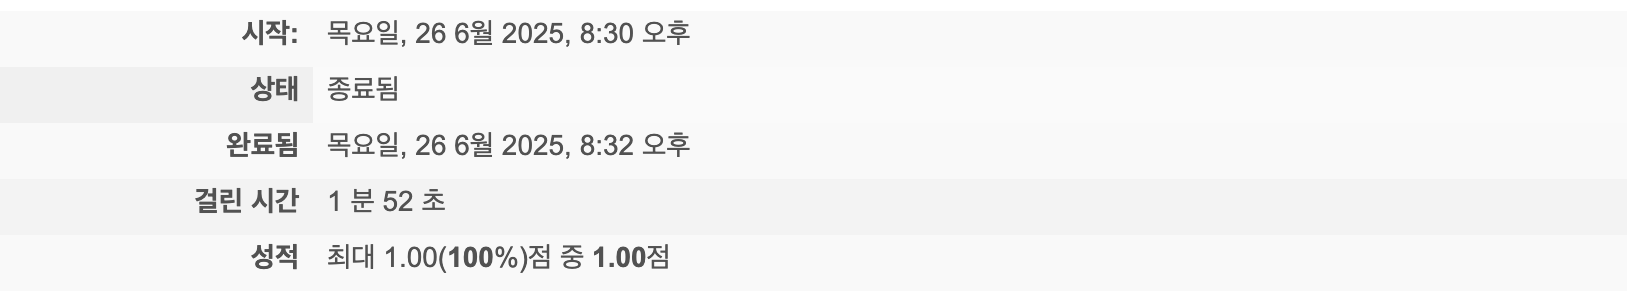 시작: 목요일, 26 6월 2025, 8:30 오후
상태 종료됨
완료됨 목요일, 26 6월 2025, 8:32 오후
걸린 시간 1 분 52 초
성적 최대 1.00(100%)점 중 1.00점